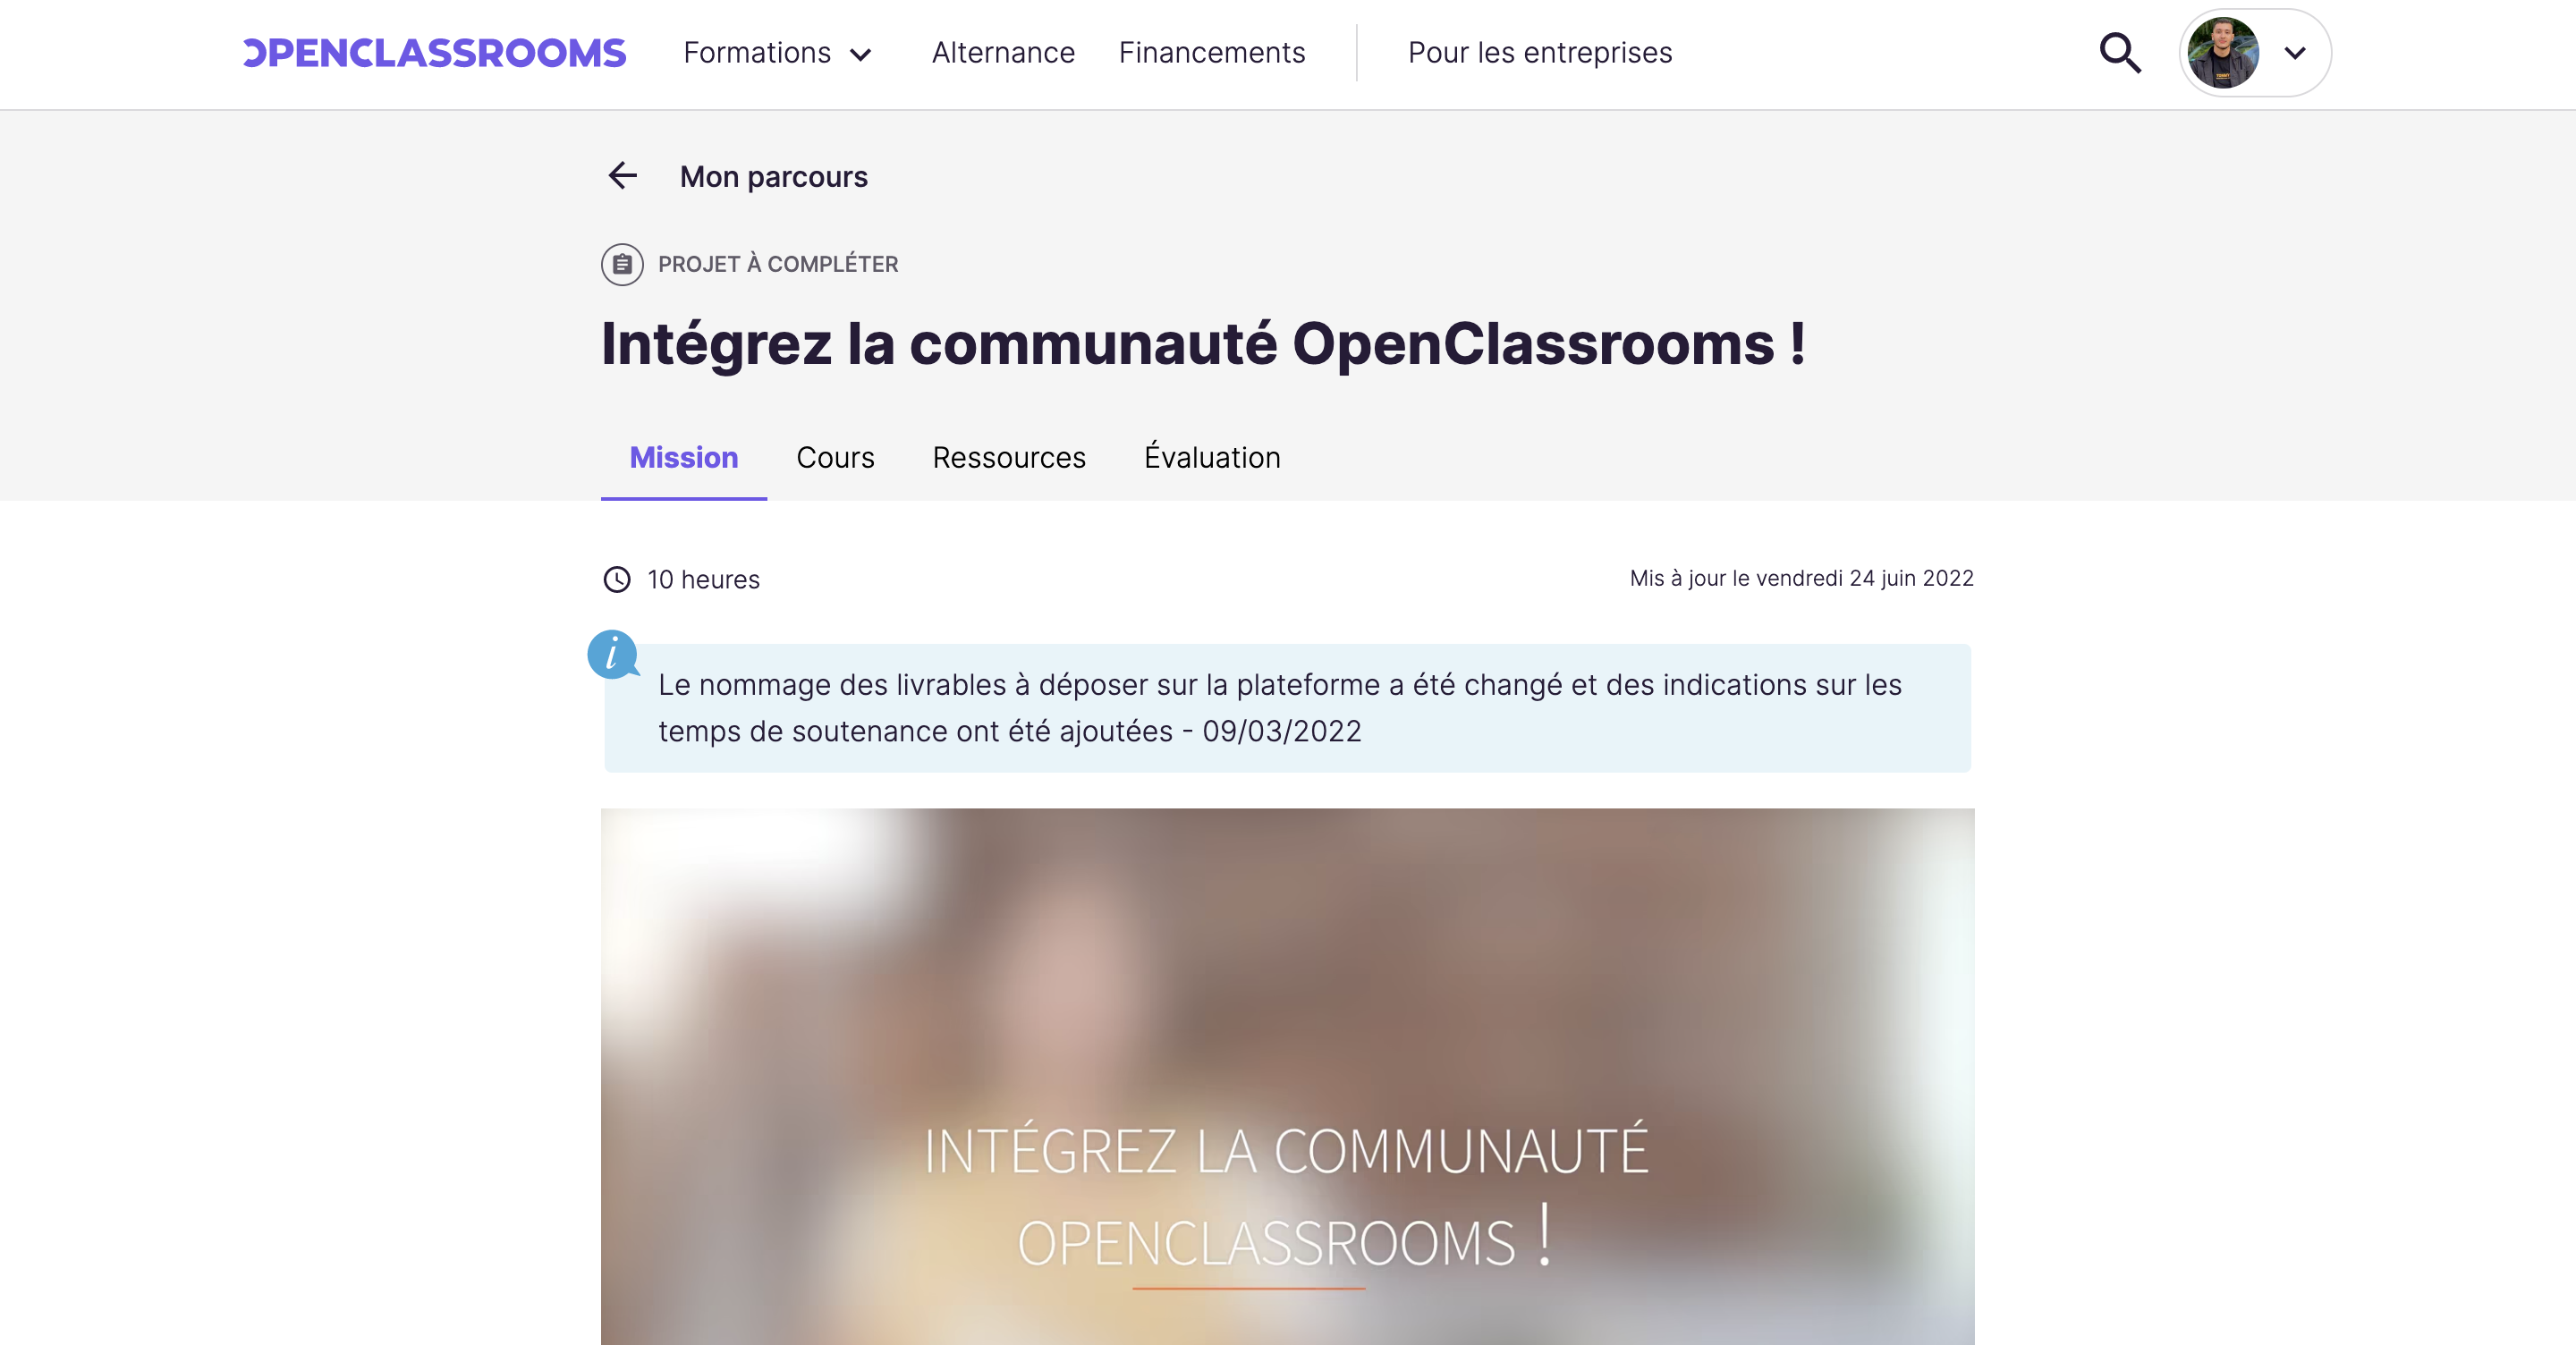 OPENCLASSROOMS
Formations
Alternance
Financements
Pour les entreprises
Mon parcours
PROJET À COMPLÉTER
Intégrez la communauté OpenClassrooms !
Mission
Cours
Ressources
Évaluation
10 heures
Mis à jour le vendredi 24 juin 2022
i
Le nommage des livrables à déposer sur la plateforme a été changé et des indications sur les
temps de soutenance ont été ajoutées - 09/03/2022
INTÉGREZ LA COMMUNAUTÉ
OPENCLASSROOMS !